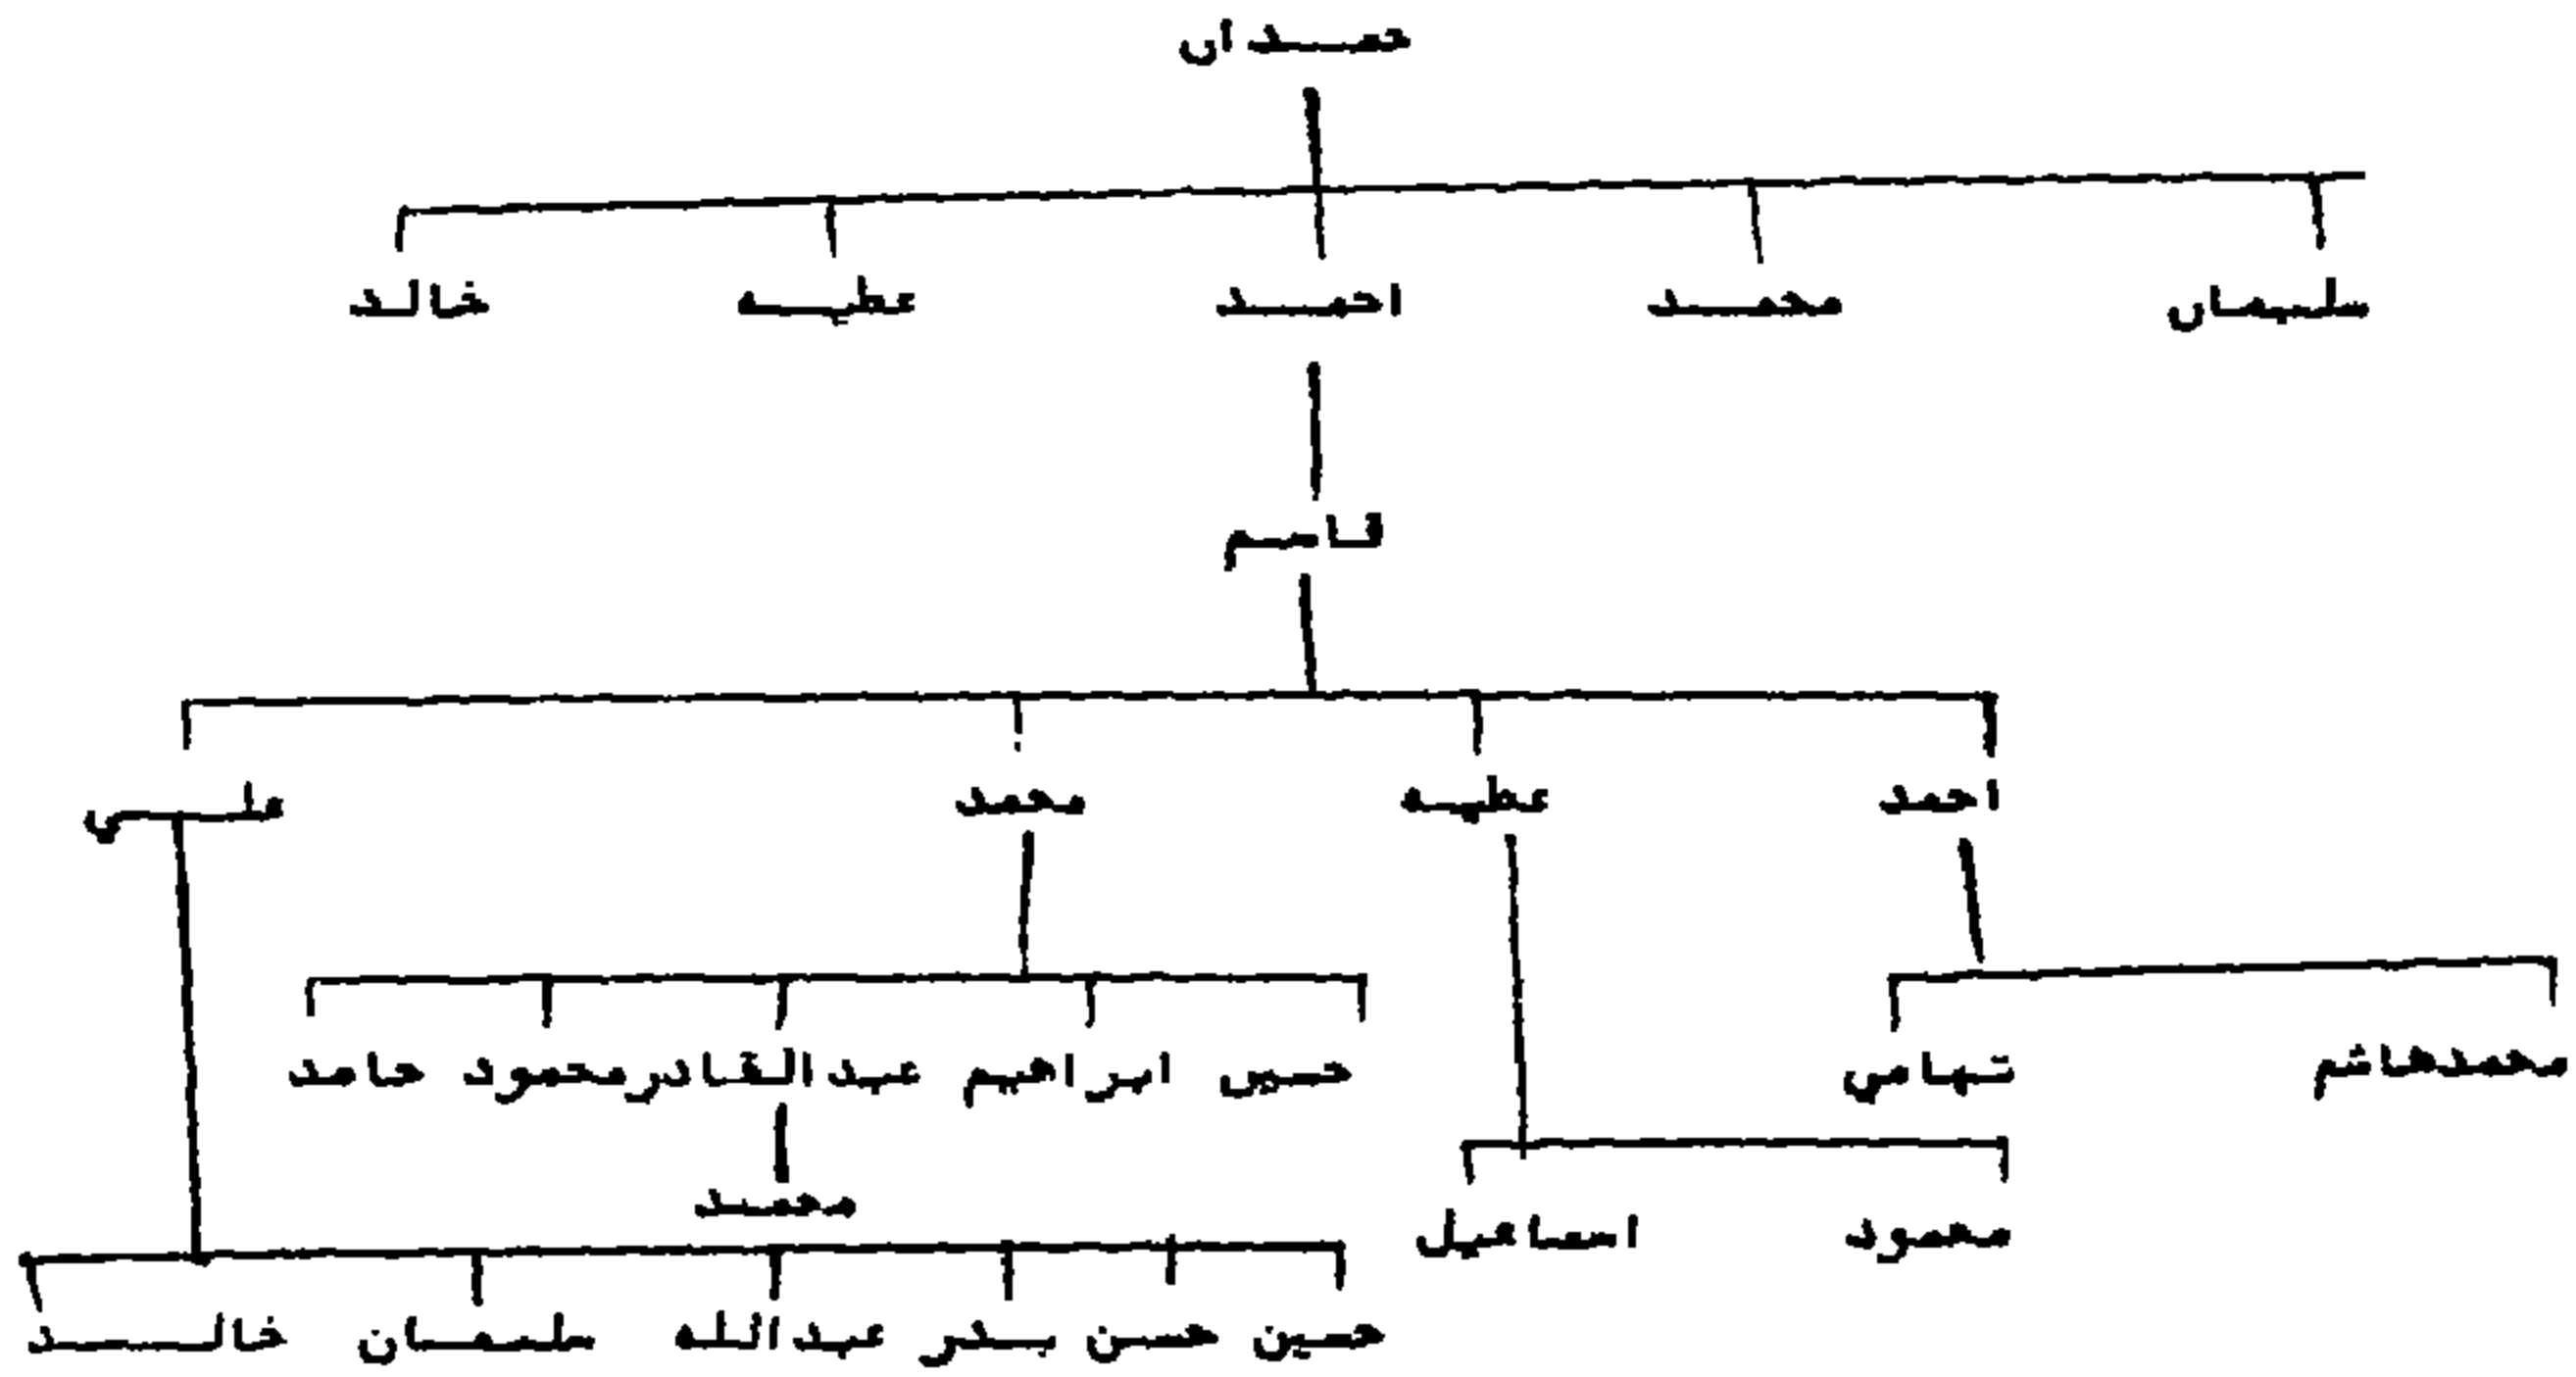 حمدان
سليمان محمد احمد عطيه خالد
قاسم
احمد عطيه محمد علي
محمدهاشم تهامي حسين ابراهيم عبدالقادر محمود حامد
محمد
محمود اسماعيل
حسين حسن بدر عبدالله سليمان خالد